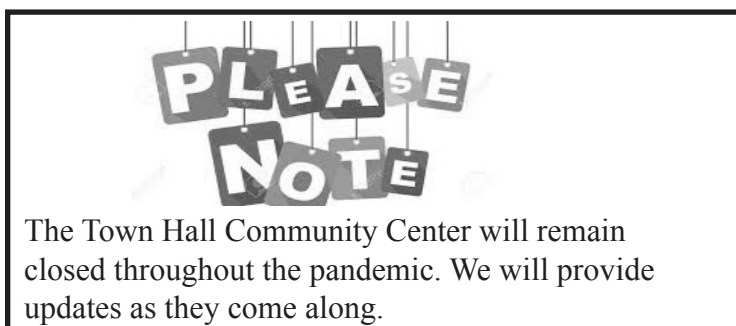 PLEASE
NOTE
The Town Hall Community Center will remain
closed throughout the pandemic. We will provide
updates as they come along.